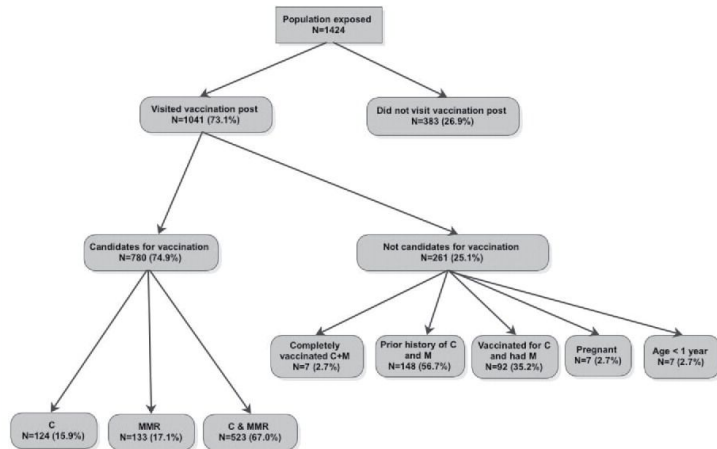 Population exposed
N=1424
Visited vaccination post
N=1041 (73.1%)
Did not visit vaccination post
N=383 (26.9%)
Candidates for vaccination
N=780 (74.9%)
Not candidates for vaccination
N=261 (25.1%)
Completely
vaccinated C+M
N=7 (2.7%)
Prior history of C
and M
N=148 (56.7%)
Vaccinated for C
and had M
N=92 (35.2%)
Pregnant
N=7 (2.7%)
Age < 1 year
N=7 (2.7%)
C
N=124 (15.9%)
MMR
N=133 (17.1%)
C & MMR
N=523 (67.0%)